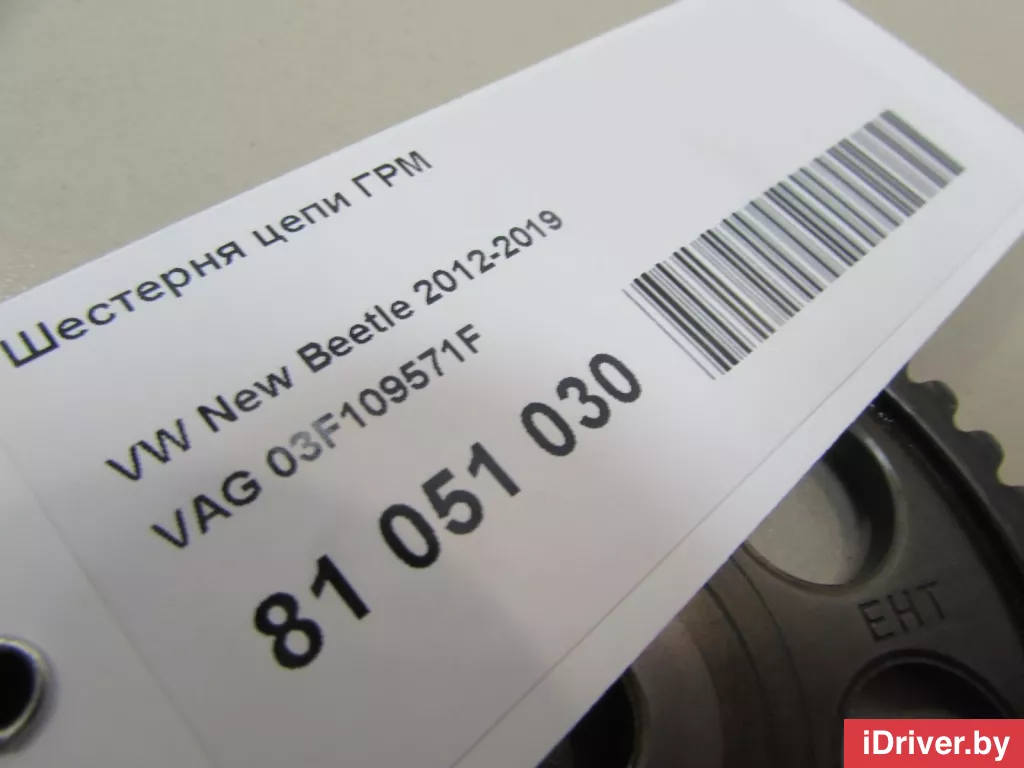 Шестерня цепи ГРМ
VW New Beetle 2012-2019
VAG 03F109571F
81 051 030
EHT
iDriver.by